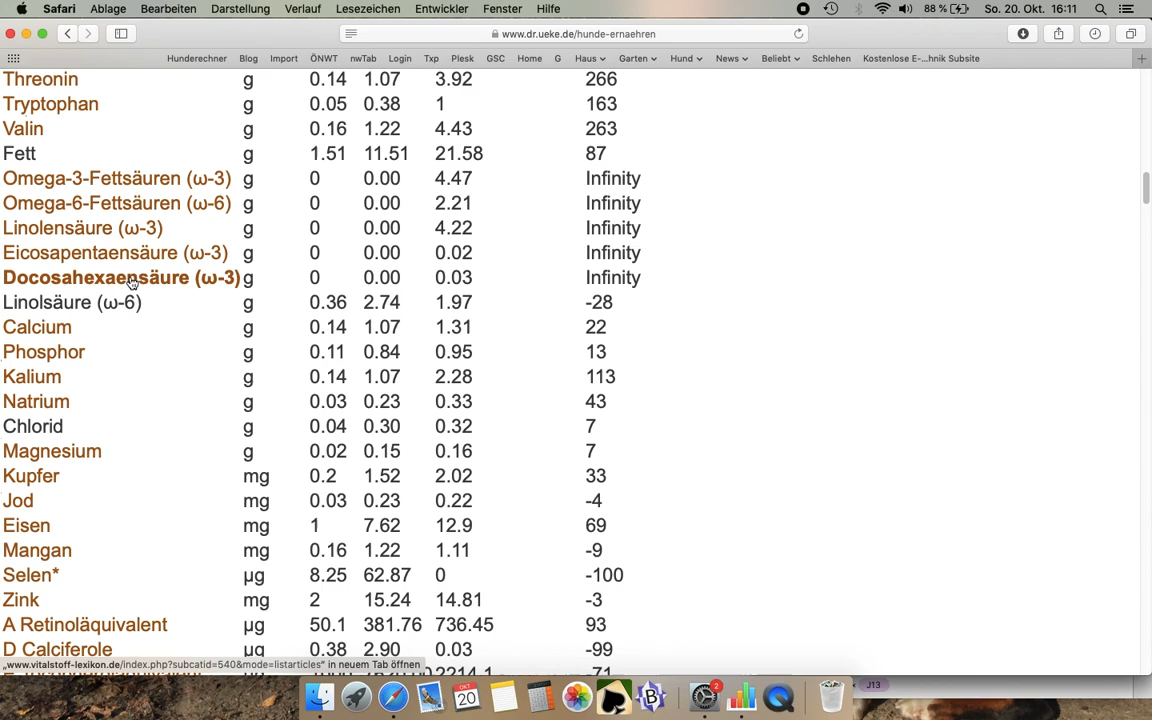 Safari Ablage Bearbeiten Darstellung Verlauf Lesezeichen Entwickler Fenster Hilfe 88 % So. 20. Okt. 16:11
www.dr.ueke.de/hunde-ernaehren
Hunderechner Blog Import ÖNWT nwTab Login Txp Plesk GSC Home G Haus Garten Hund News Beliebt Schlehen Kostenlose E-...hnik Subsite
Threonin g 0.14 1.07 3.92 266
Tryptophan g 0.05 0.38 1 163
Valin g 0.16 1.22 4.43 263
Fett g 1.51 11.51 21.58 87
Omega-3-Fettsäuren (ω-3) g 0 0.00 4.47 Infinity
Omega-6-Fettsäuren (ω-6) g 0 0.00 2.21 Infinity
Linolensäure (ω-3) g 0 0.00 4.22 Infinity
Eicosapentaensäure (ω-3) g 0 0.00 0.02 Infinity
Docosahexaensäure (ω-3) g 0 0.00 0.03 Infinity
Linolsäure (ω-6) g 0.36 2.74 1.97 -28
Calcium g 0.14 1.07 1.31 22
Phosphor g 0.11 0.84 0.95 13
Kalium g 0.14 1.07 2.28 113
Natrium g 0.03 0.23 0.33 43
Chlorid g 0.04 0.30 0.32 7
Magnesium g 0.02 0.15 0.16 7
Kupfer mg 0.2 1.52 2.02 33
Jod mg 0.03 0.23 0.22 -4
Eisen mg 1 7.62 12.9 69
Mangan mg 0.16 1.22 1.11 -9
Selen* µg 8.25 62.87 0 -100
Zink mg 2 15.24 14.81 -3
A Retinoläquivalent µg 50.1 381.76 736.45 93
D Calciferole µg 0.38 2.90 0.03 -99
„www.vitalstoff-lexikon.de/index.php?subcatid=540&mode=listarticles" in neuem Tab öffnen
2214.1 -71
OKT. 20 2 J13